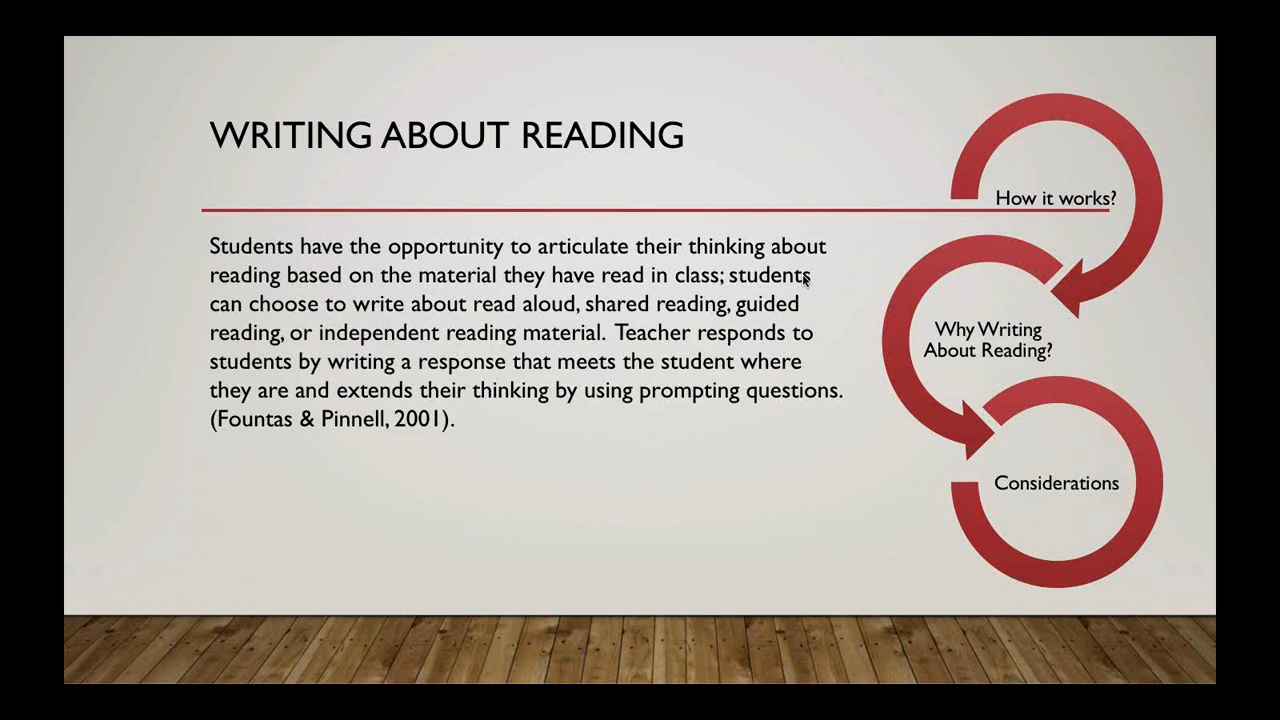 WRITING ABOUT READING
Students have the opportunity to articulate their thinking about
reading based on the material they have read in class; students
can choose to write about read aloud, shared reading, guided
reading, or independent reading material.  Teacher responds to
students by writing a response that meets the student where
they are and extends their thinking by using prompting questions.
(Fountas & Pinnell, 2001).
How it works?
Why Writing
About Reading?
Considerations